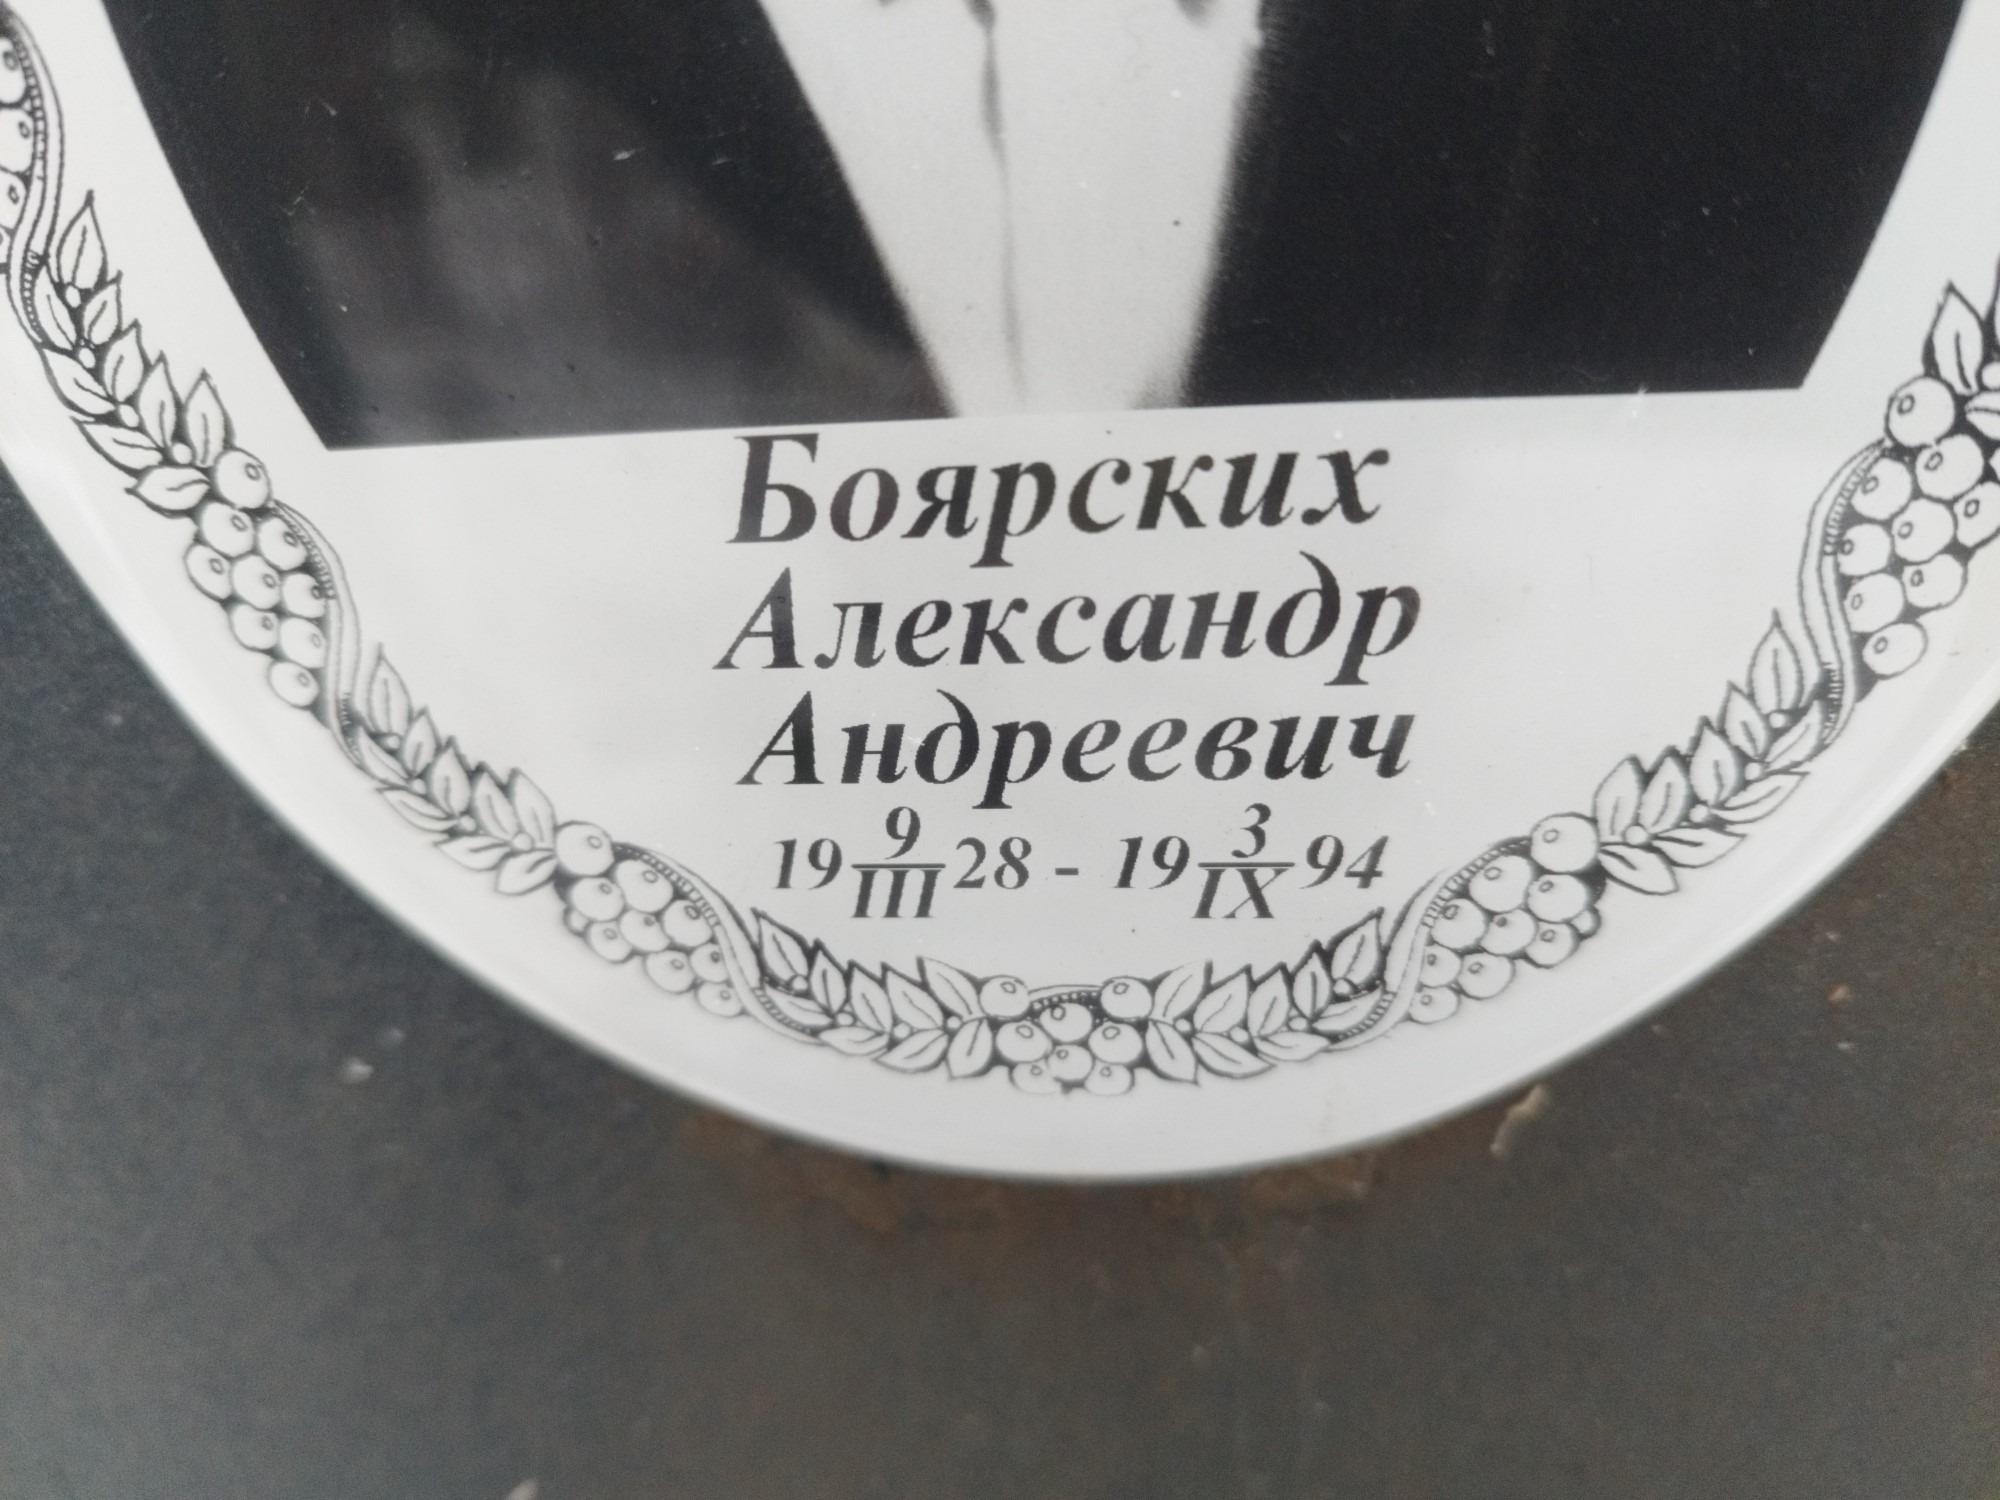 Боярских
Александр
Андреевич
19 9/III 28 - 19 3/IX 94